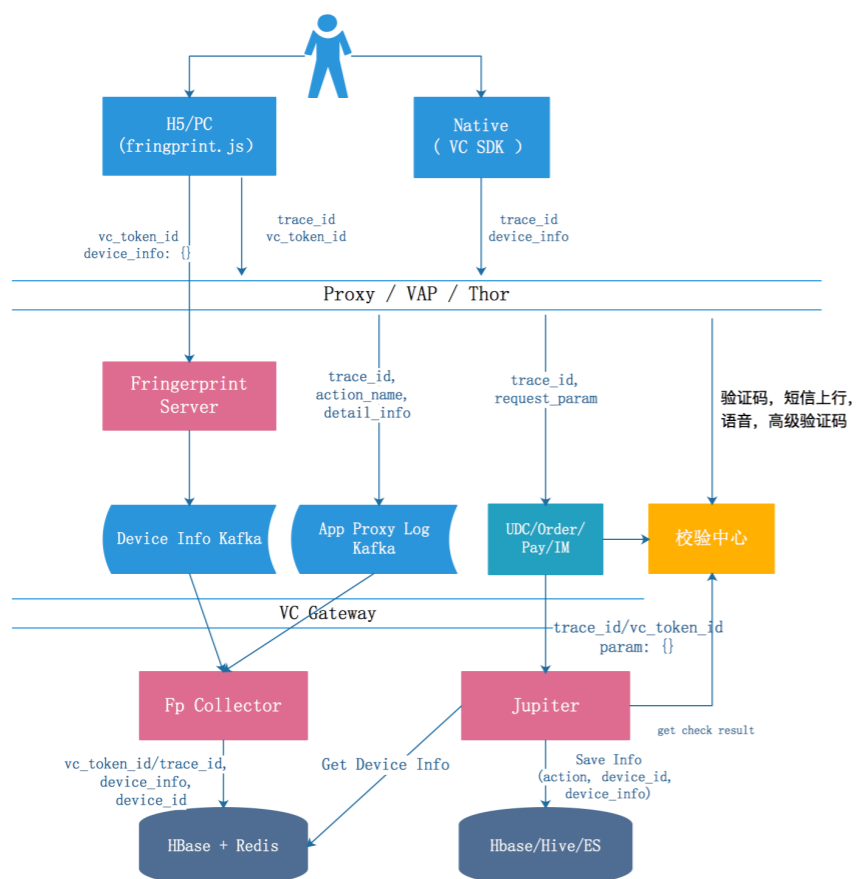 H5/PC
(fringprint.js)
Native
( VC SDK )
vc_token_id
device_info: {}
trace_id
vc_token_id
trace_id
device_info
Proxy / VAP / Thor
Fringerprint
Server
trace_id,
action_name,
detail_info
trace_id,
request_param
验证码，短信上行，
语音，高级验证码
Device Info Kafka
App Proxy Log
Kafka
UDC/Order/
Pay/IM
校验中心
VC Gateway
trace_id/vc_token_id
param: {}
Fp Collector
Jupiter
get check result
vc_token_id/trace_id,
device_info,
device_id
Get Device Info
Save Info
(action, device_id,
device_info)
HBase + Redis
Hbase/Hive/ES